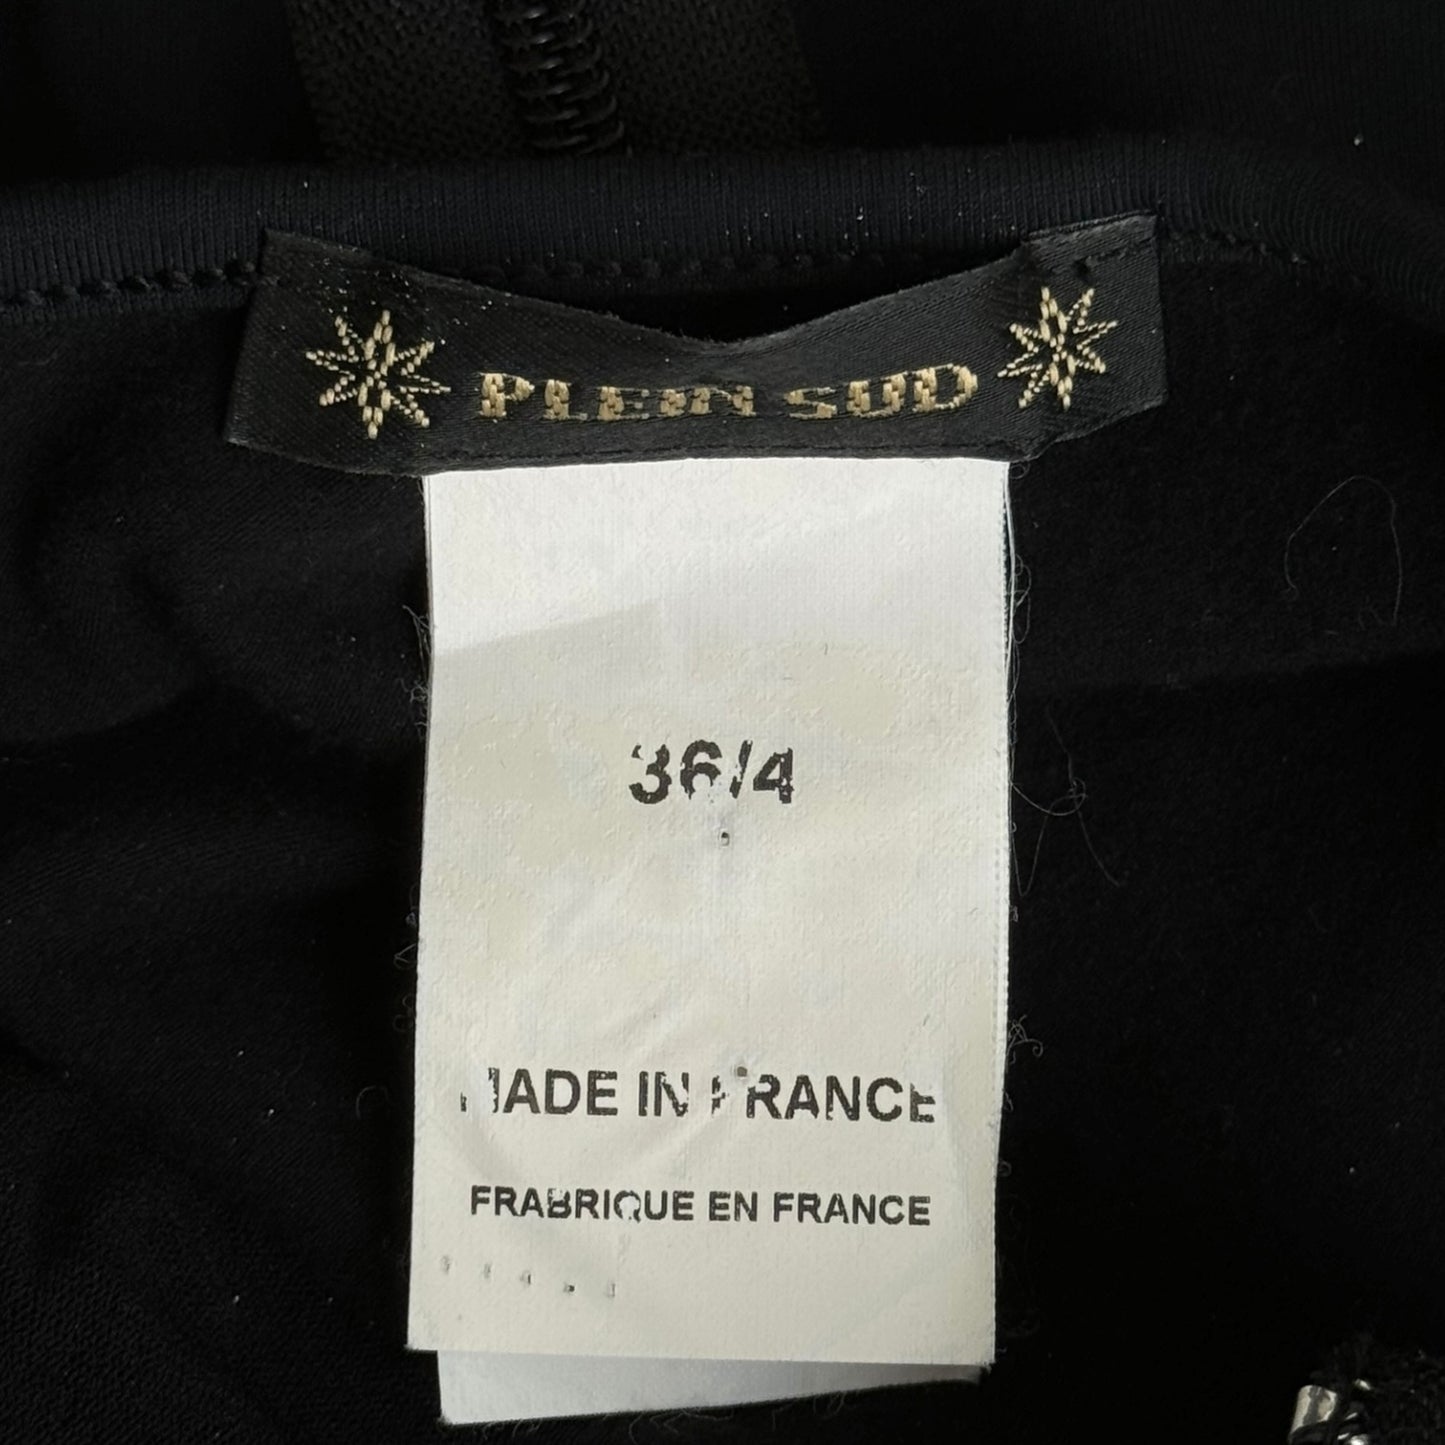 PLEIN SUD
36/4
MADE IN FRANCE
FRABRIQUE EN FRANCE